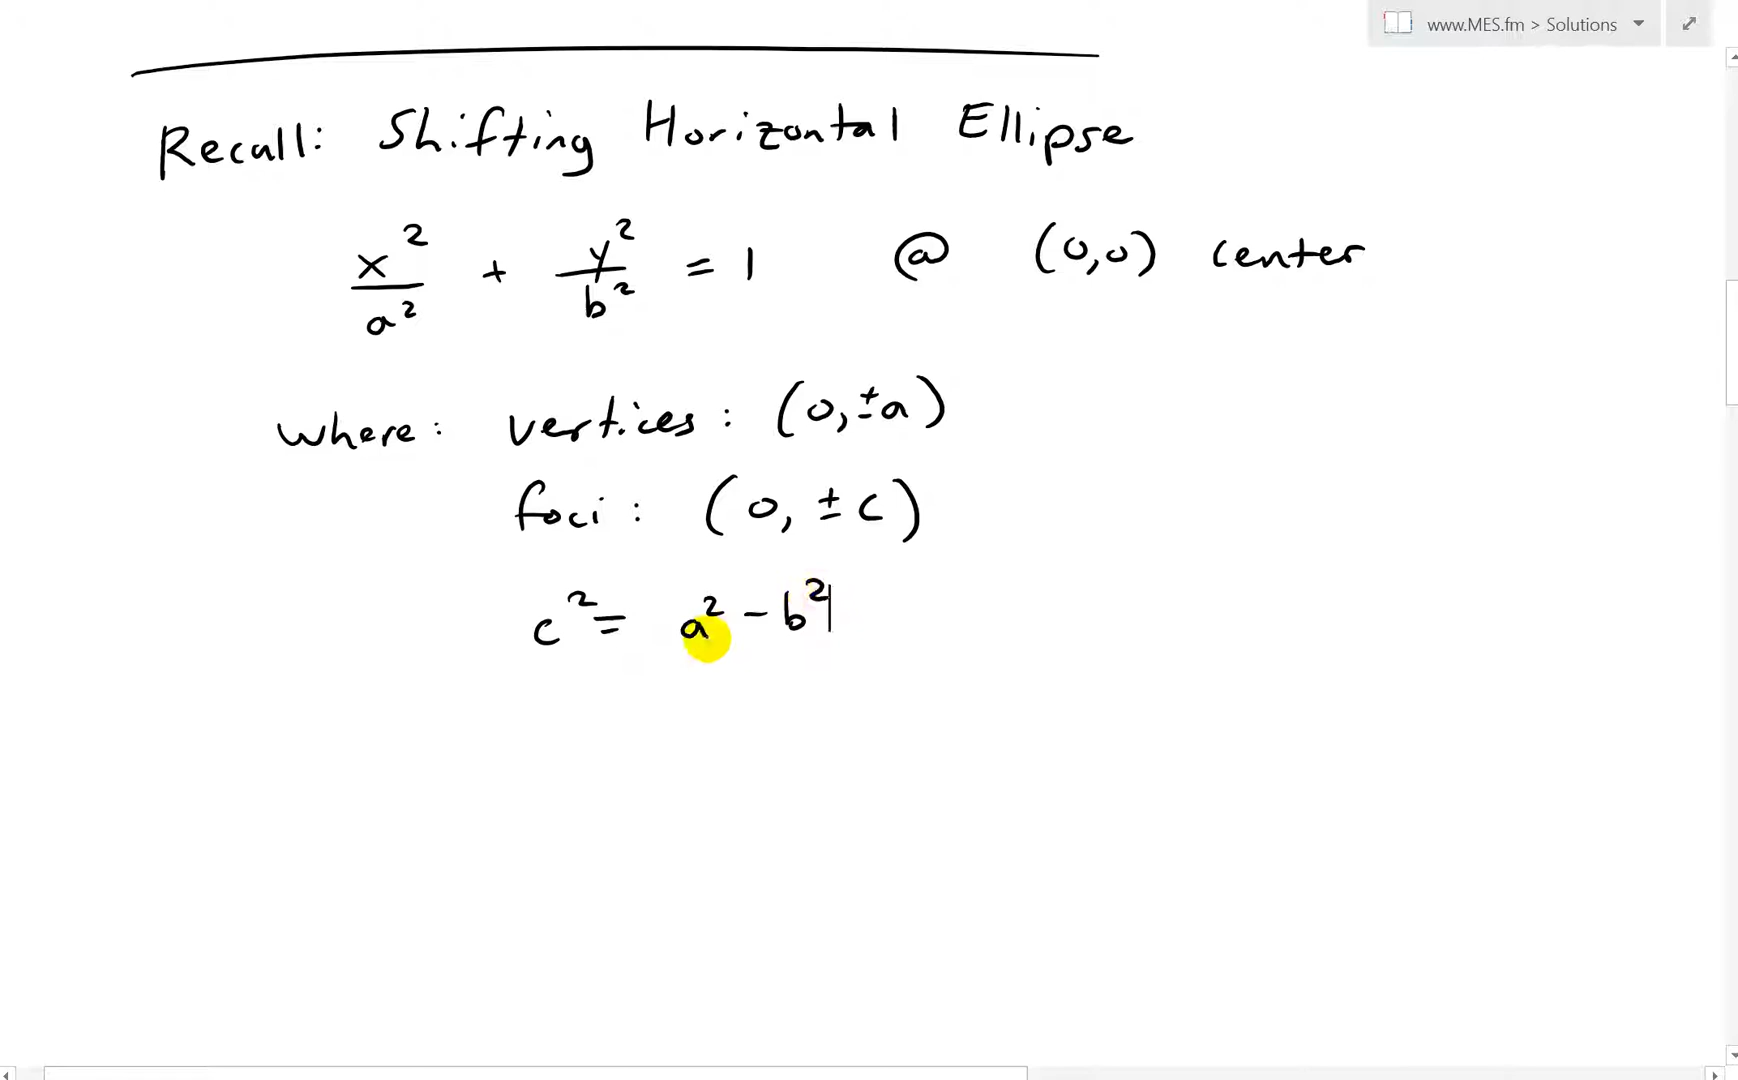 www.MES.fm > Solutions
Recall: Shifting Horizontal Ellipse
x²/a² + y²/b² = 1 @ (0,0) center
where: vertices: (0, ±a)
foci: (0, ± c)
c² = a² - b²